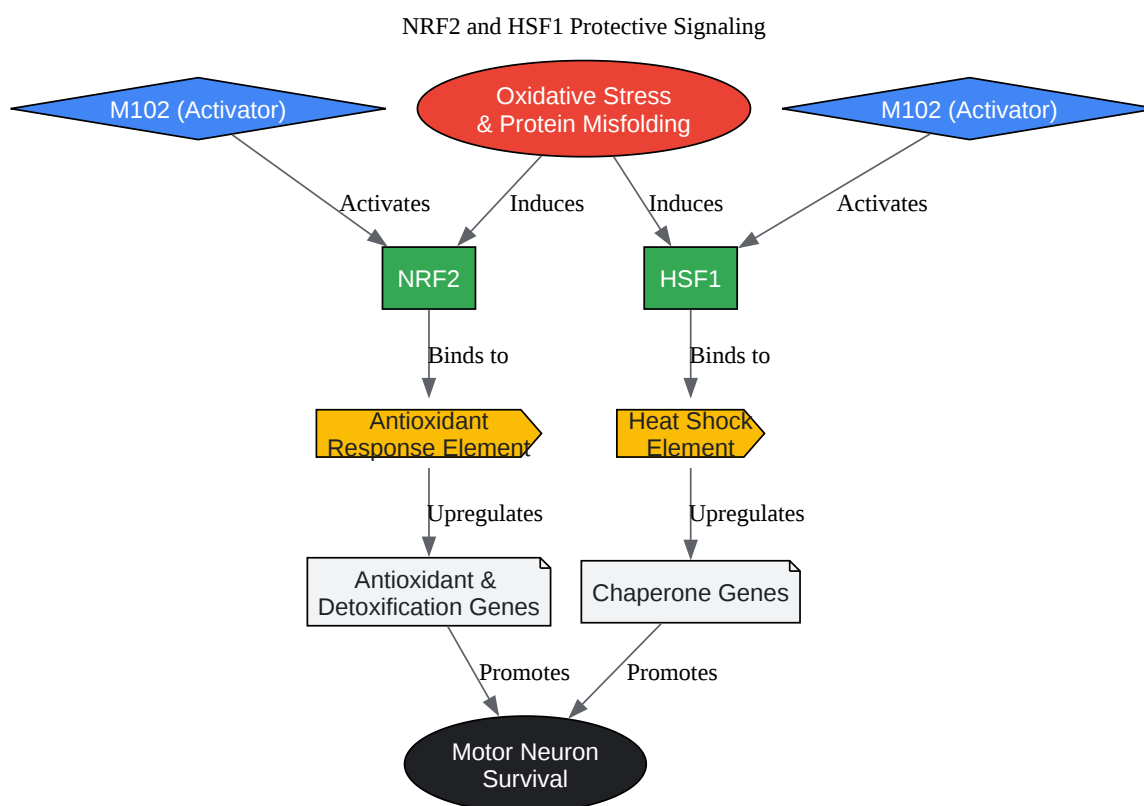 NRF2 and HSF1 Protective Signaling
M102 (Activator)
Oxidative Stress
& Protein Misfolding
M102 (Activator)
Activates
Induces
Induces
Activates
NRF2
HSF1
Binds to
Binds to
Antioxidant
Response Element
Heat Shock
Element
Upregulates
Upregulates
Antioxidant &
Detoxification Genes
Chaperone Genes
Promotes
Promotes
Motor Neuron
Survival